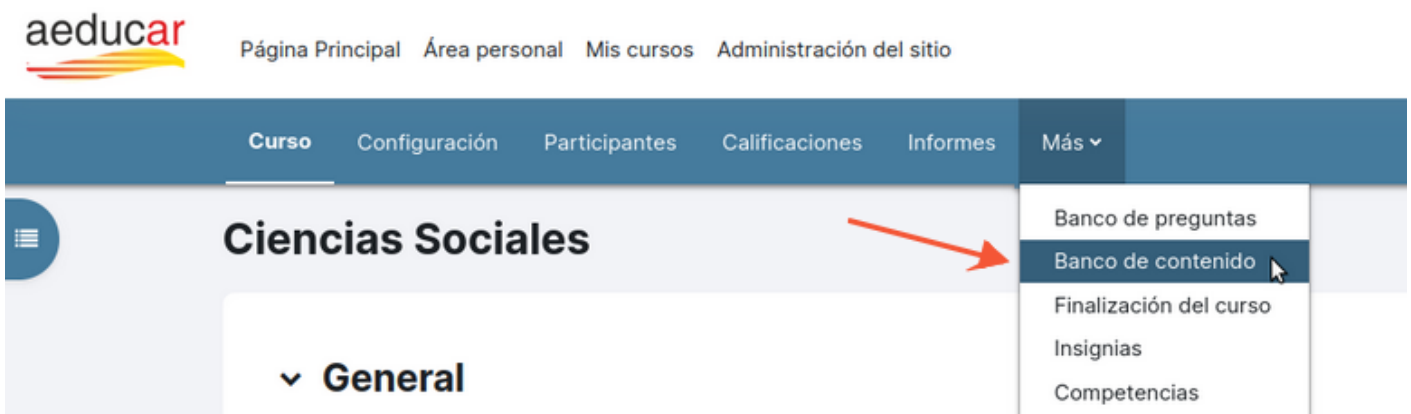 aeducar
Página Principal Área personal Mis cursos Administración del sitio
Curso Configuración Participantes Calificaciones Informes Más
Banco de preguntas
Ciencias Sociales
Banco de contenido
Finalización del curso
Insignias
General
Competencias